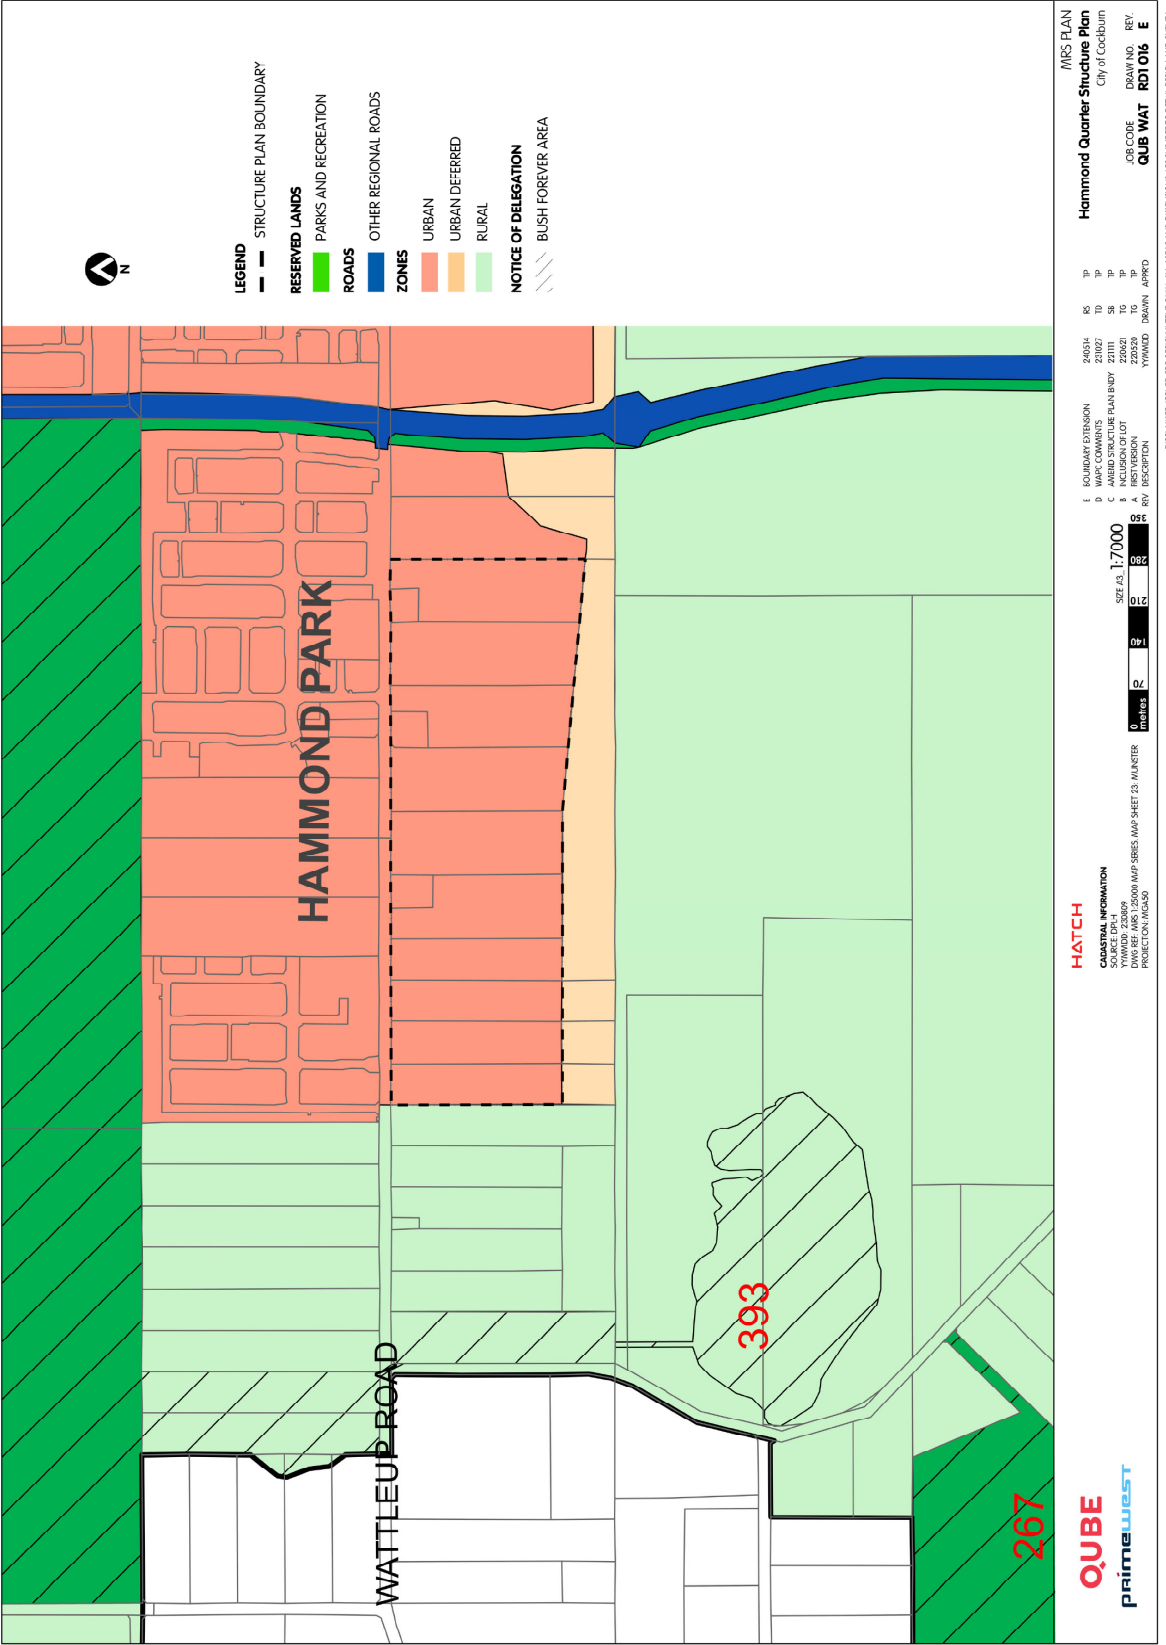 N
LEGEND
STRUCTURE PLAN BOUNDARY
RESERVED LANDS
PARKS AND RECREATION
ROADS
OTHER REGIONAL ROADS
ZONES
URBAN
URBAN DEFERRED
RURAL
NOTICE OF DELEGATION
BUSH FOREVER AREA
HAMMOND PARK
WATTLEUP ROAD
393
267
QUBE
primewest
HATCH
CADASTRAL INFORMATION
SOURCE: DPLH
YYMMDD: 230809
DWG REF: MRS 1:25000 MAP SERIES. MAP SHEET 23: MUNSTER
PROJECTION: MGA50
SIZE A3_1:7000
0 70 140 210 280 350
metres
E BOUNDARY EXTENSION 240514 RS TP
D WAPC COMMENTS 231027 TD TP
C AMEND STRUCTURE PLAN BNDY 221111 SB TP
B INCLUSION OF LOT 220621 TG TP
A FIRST VERSION 220520 TG TP
REV DESCRIPTION YYMMDD DRAWN APPR'D
MRS PLAN
Hammond Quarter Structure Plan
City of Cockburn
JOB CODE DRAW NO. REV.
QUB WAT RD1 016 E